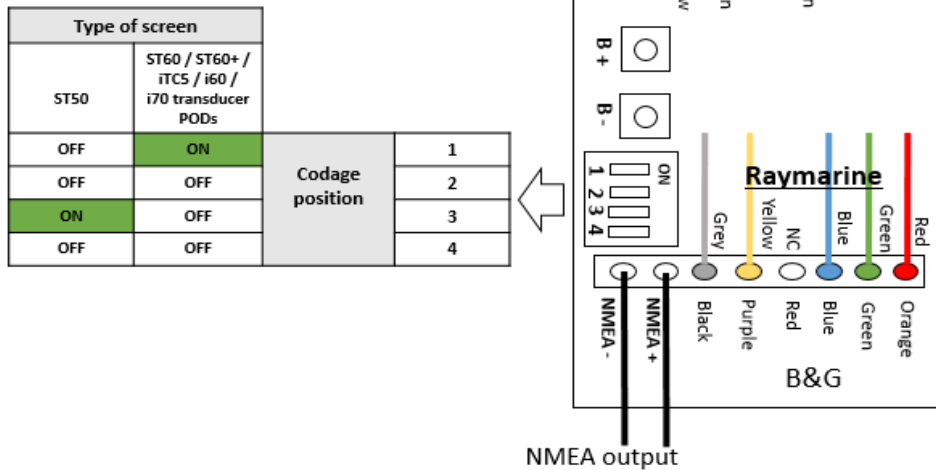 Type of screen
ST50
ST60 / ST60+ /
iTC5 / i60 /
i70 transducer
PODs
OFF
ON
Codage
position
1
OFF
OFF
2
ON
OFF
3
OFF
OFF
4
B+
B-
ON
1
2
3
4
Raymarine
Grey
Yellow
NC
Blue
Green
Red
NMEA -
NMEA +
Black
Purple
Red
Blue
Green
Orange
B&G
NMEA output